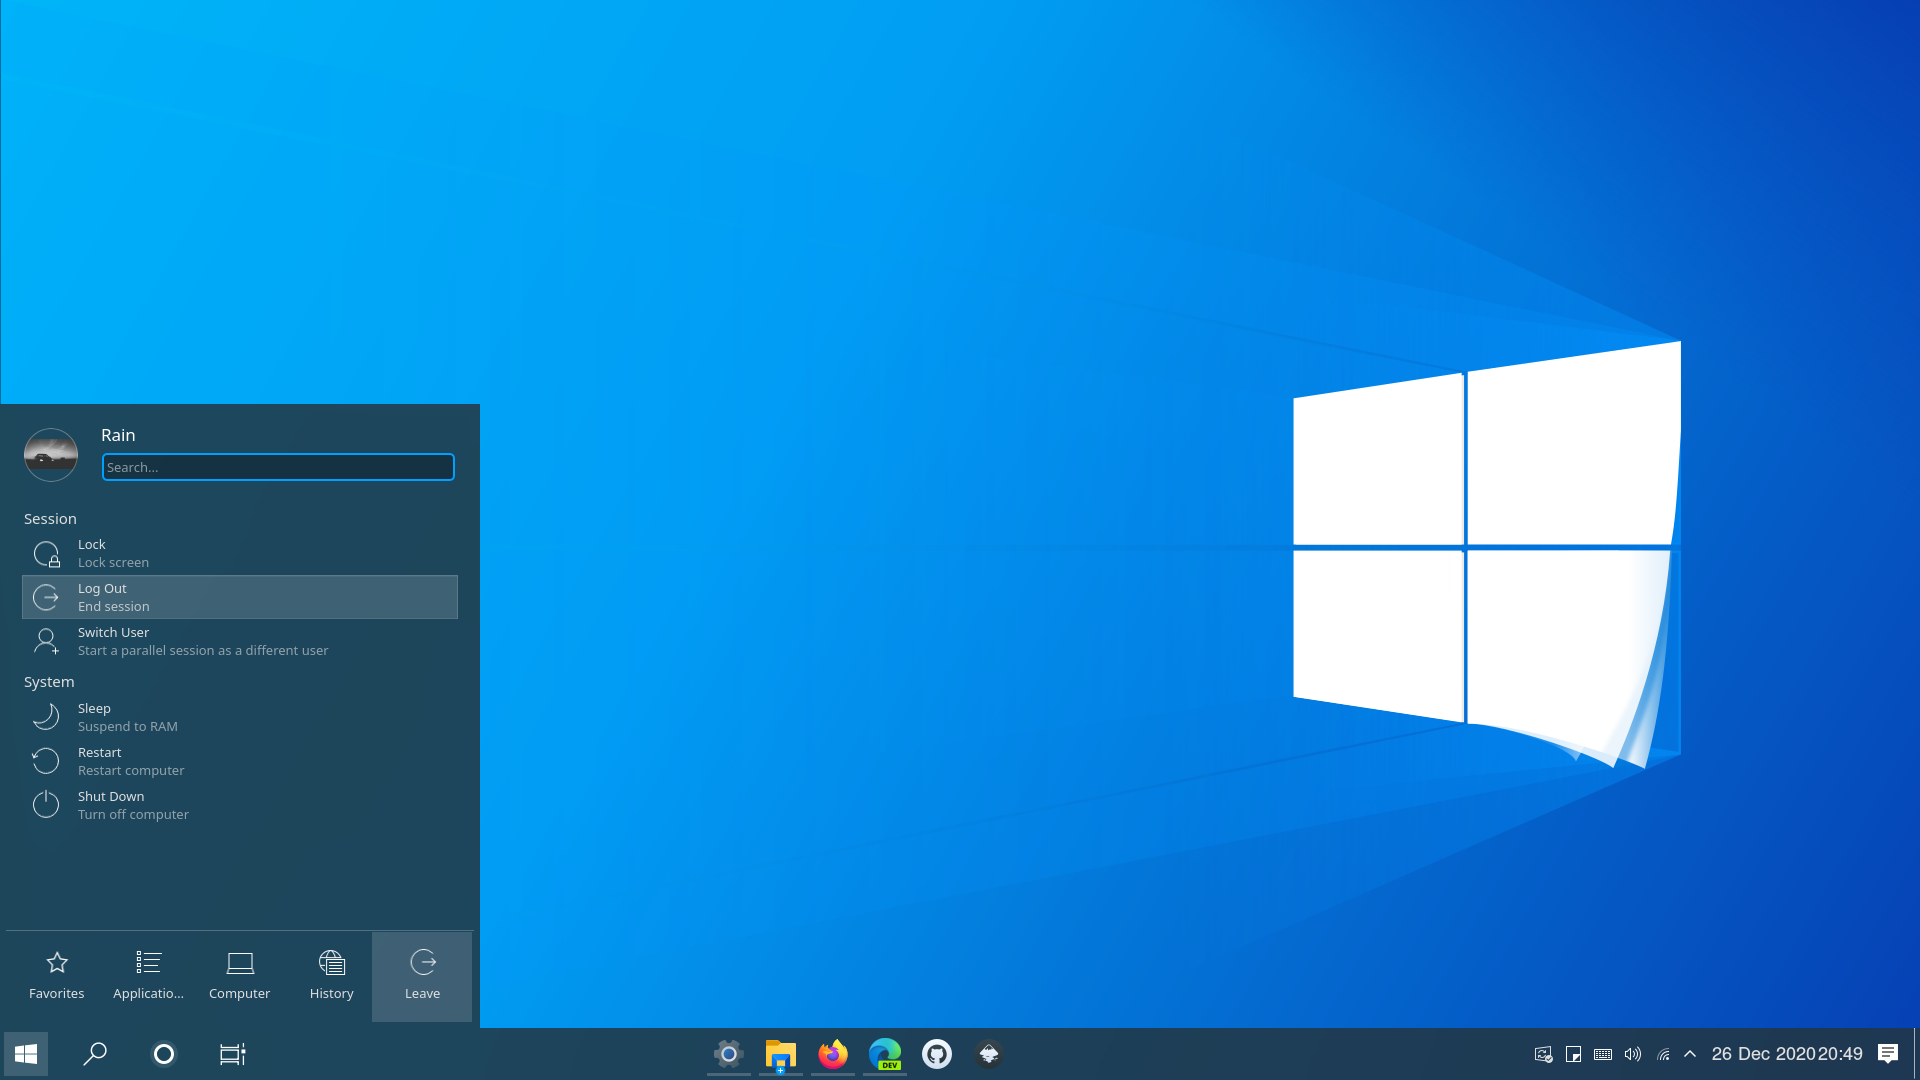 Rain
Search...
Session
Lock
Lock screen
Log Out
End session
Switch User
Start a parallel session as a different user
System
Sleep
Suspend to RAM
Restart
Restart computer
Shut Down
Turn off computer
Favorites
Applicatio...
Computer
History
Leave
DEV
26 Dec 2020 20:49